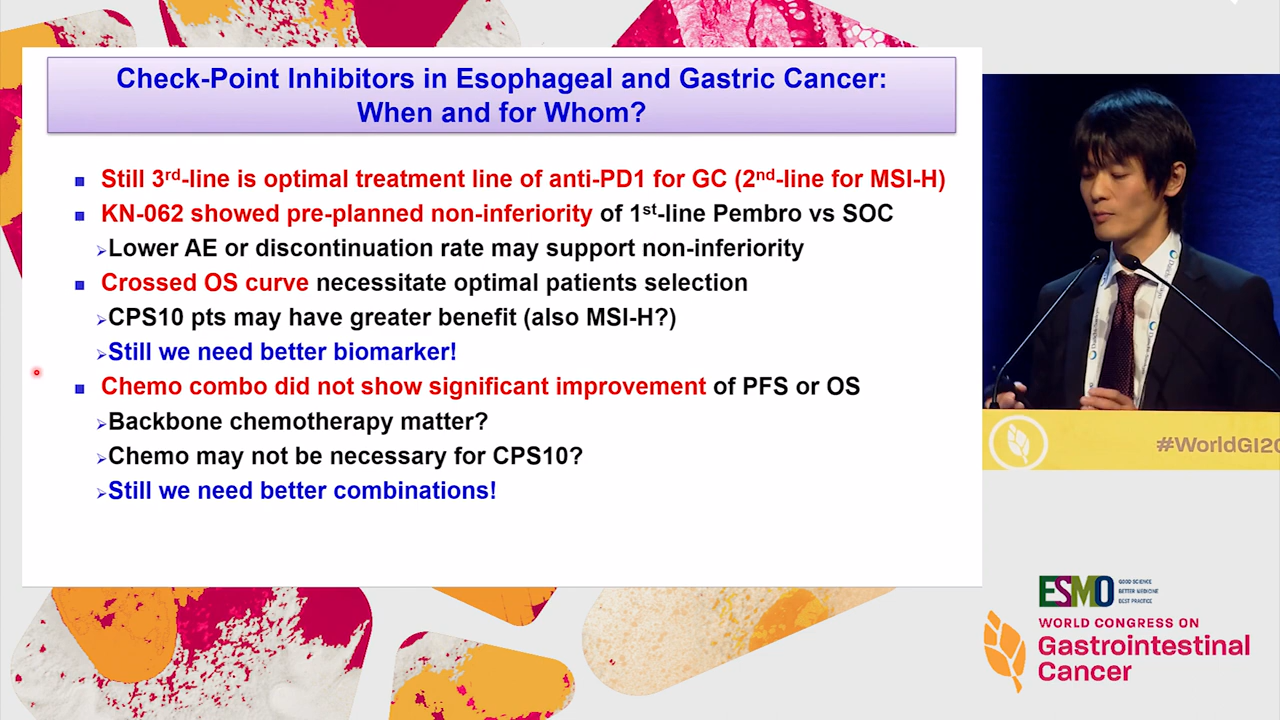 Check-Point Inhibitors in Esophageal and Gastric Cancer:
When and for Whom?
Still 3rd-line is optimal treatment line of anti-PD1 for GC (2nd-line for MSI-H)
KN-062 showed pre-planned non-inferiority of 1st-line Pembro vs SOC
Lower AE or discontinuation rate may support non-inferiority
Crossed OS curve necessitate optimal patients selection
CPS10 pts may have greater benefit (also MSI-H?)
Still we need better biomarker!
Chemo combo did not show significant improvement of PFS or OS
Backbone chemotherapy matter?
Chemo may not be necessary for CPS10?
Still we need better combinations!
#WorldGI20
ESMO
GOOD SCIENCE
BETTER MEDICINE
BEST PRACTICE
WORLD CONGRESS ON
Gastrointestinal
Cancer